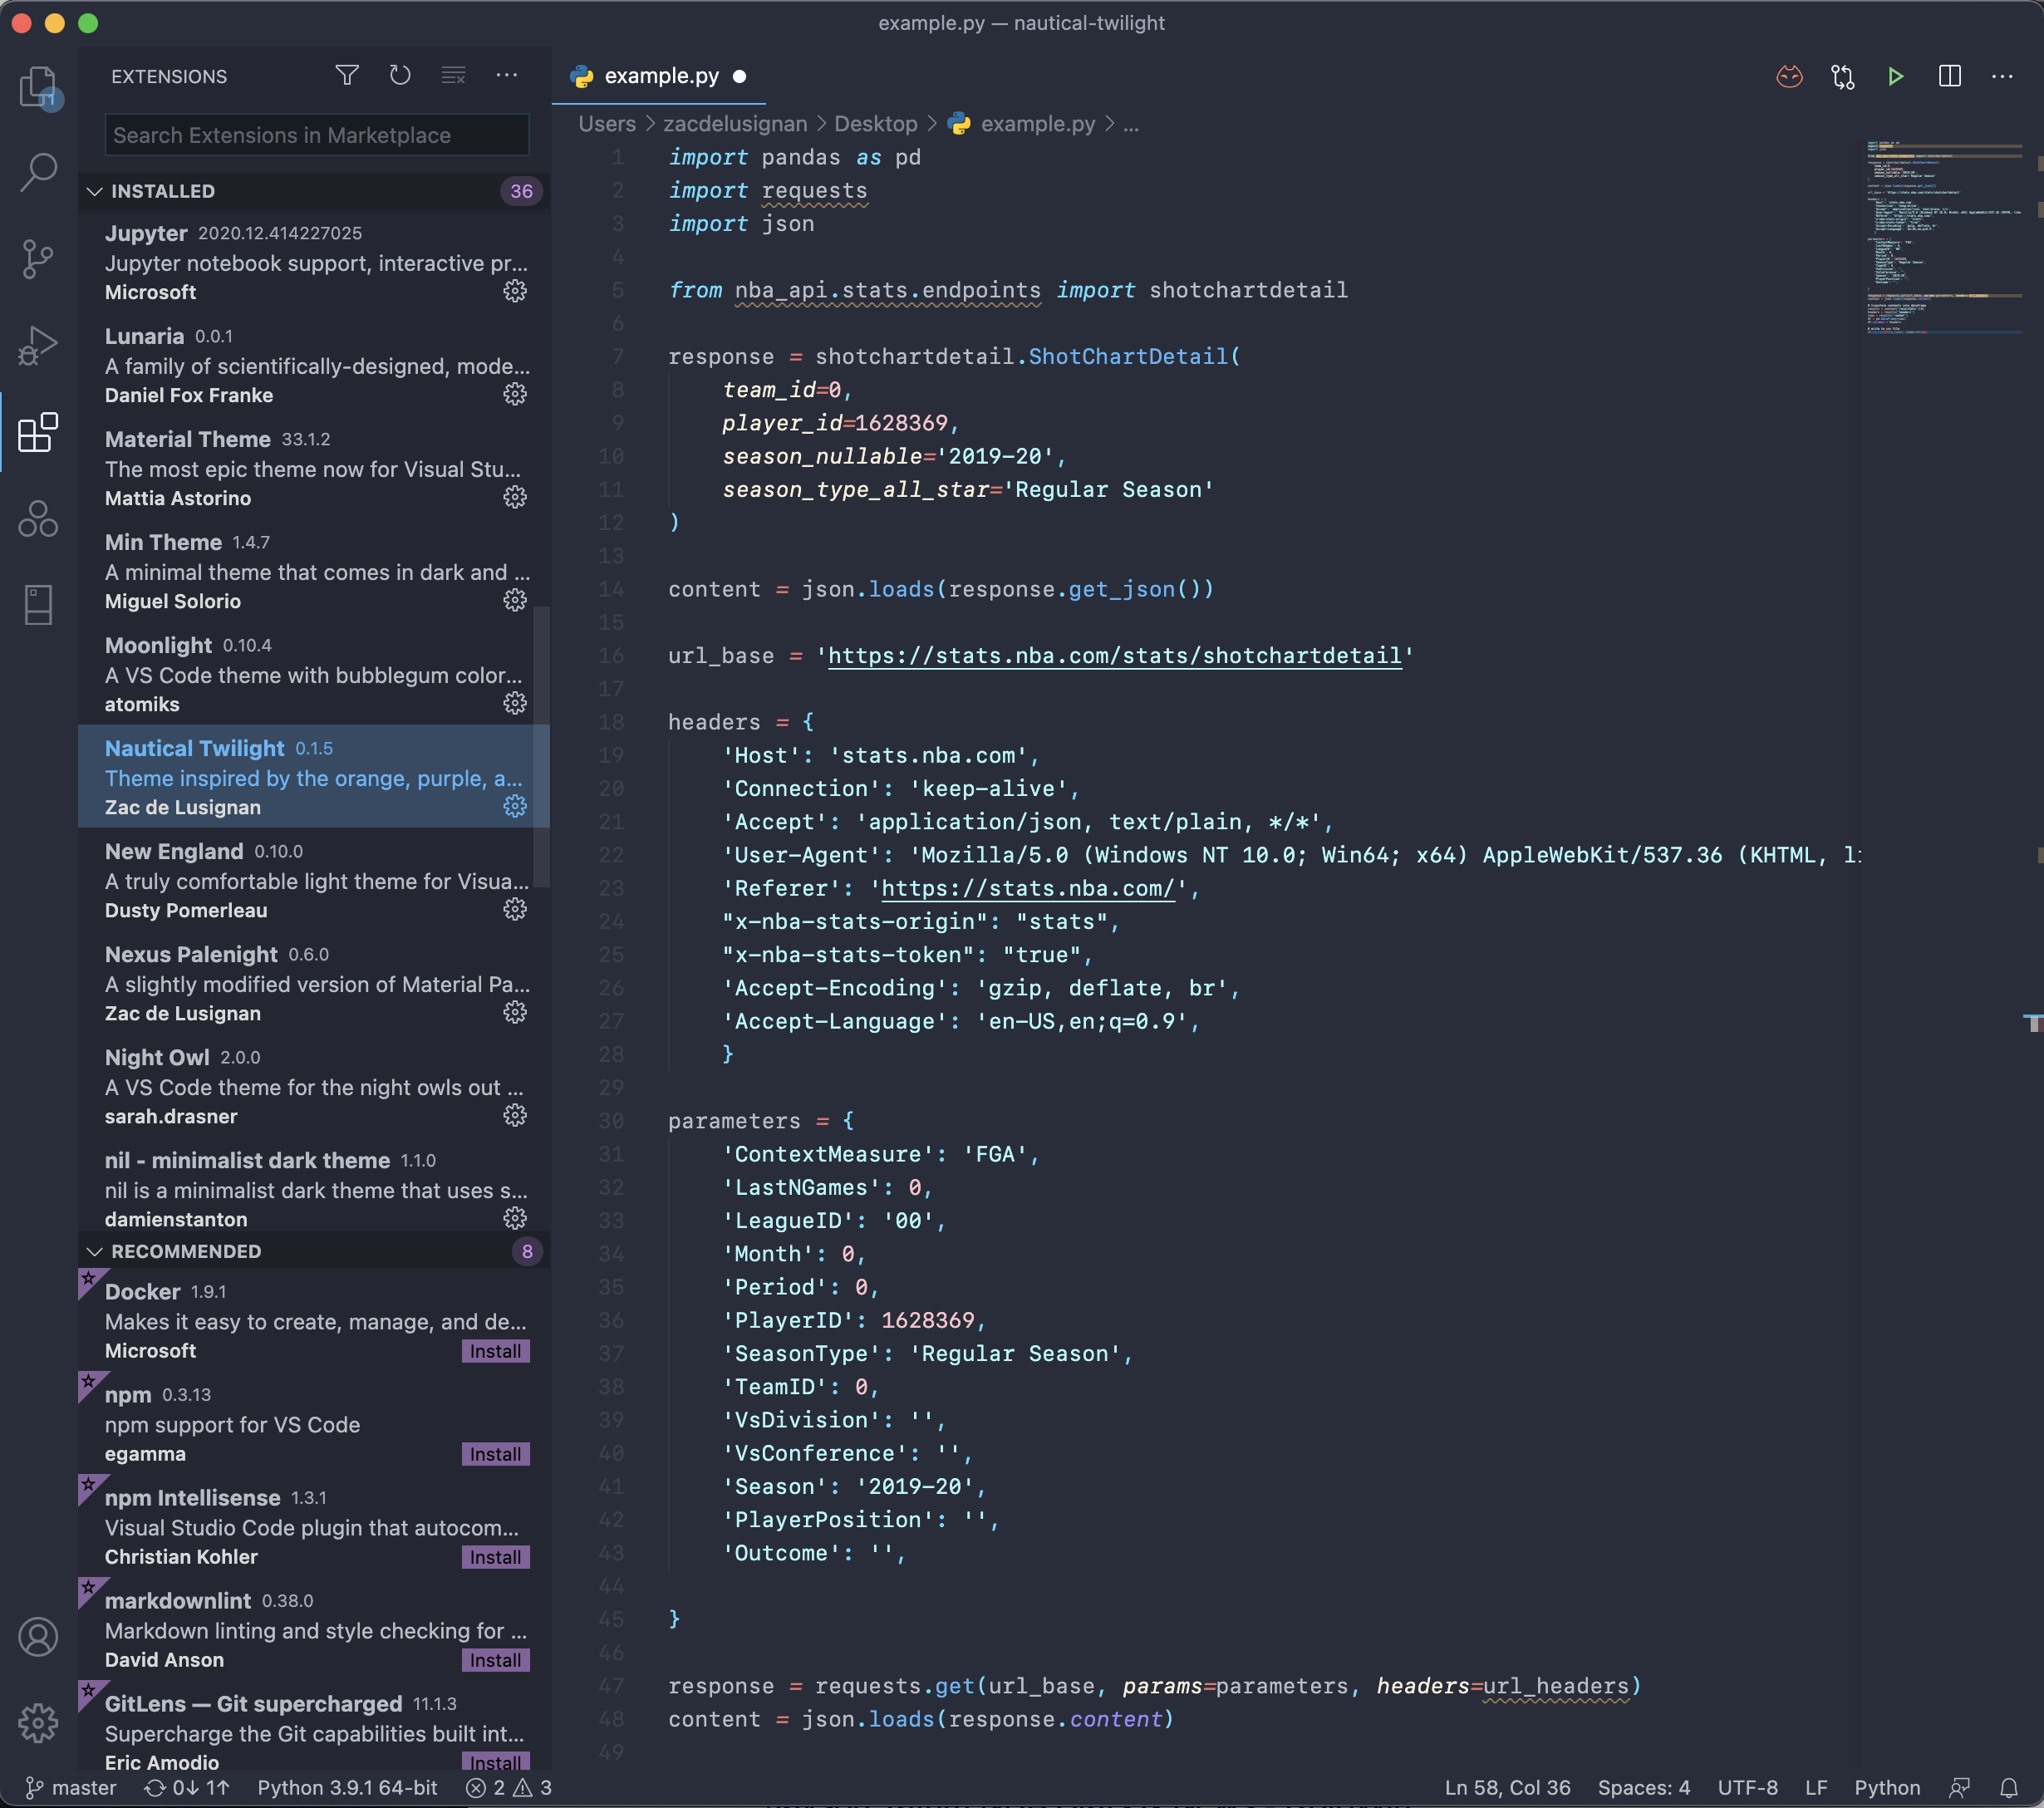 example.py — nautical-twilight
EXTENSIONS
Search Extensions in Marketplace
INSTALLED 36
Jupyter 2020.12.414227025
Jupyter notebook support, interactive pr...
Microsoft
Lunaria 0.0.1
A family of scientifically-designed, mode...
Daniel Fox Franke
Material Theme 33.1.2
The most epic theme now for Visual Stu...
Mattia Astorino
Min Theme 1.4.7
A minimal theme that comes in dark and ...
Miguel Solorio
Moonlight 0.10.4
A VS Code theme with bubblegum color...
atomiks
Nautical Twilight 0.1.5
Theme inspired by the orange, purple, a...
Zac de Lusignan
New England 0.10.0
A truly comfortable light theme for Visua...
Dusty Pomerleau
Nexus Palenight 0.6.0
A slightly modified version of Material Pa...
Zac de Lusignan
Night Owl 2.0.0
A VS Code theme for the night owls out ...
sarah.drasner
nil - minimalist dark theme 1.1.0
nil is a minimalist dark theme that uses s...
damienstanton
RECOMMENDED 8
Docker 1.9.1
Makes it easy to create, manage, and de...
Microsoft Install
npm 0.3.13
npm support for VS Code
egamma Install
npm Intellisense 1.3.1
Visual Studio Code plugin that autocom...
Christian Kohler Install
markdownlint 0.38.0
Markdown linting and style checking for ...
David Anson Install
GitLens — Git supercharged 11.1.3
Supercharge the Git capabilities built int...
Eric Amodio Install
example.py
Users > zacdelusignan > Desktop > example.py > ...
1 import pandas as pd
2 import requests
3 import json
4
5 from nba_api.stats.endpoints import shotchartdetail
6
7 response = shotchartdetail.ShotChartDetail(
8 team_id=0,
9 player_id=1628369,
10 season_nullable='2019-20',
11 season_type_all_star='Regular Season'
12 )
13
14 content = json.loads(response.get_json())
15
16 url_base = 'https://stats.nba.com/stats/shotchartdetail'
17
18 headers = {
19 'Host': 'stats.nba.com',
20 'Connection': 'keep-alive',
21 'Accept': 'application/json, text/plain, */*',
22 'User-Agent': 'Mozilla/5.0 (Windows NT 10.0; Win64; x64) AppleWebKit/537.36 (KHTML, l
23 'Referer': 'https://stats.nba.com/',
24 "x-nba-stats-origin": "stats",
25 "x-nba-stats-token": "true",
26 'Accept-Encoding': 'gzip, deflate, br',
27 'Accept-Language': 'en-US,en;q=0.9',
28 }
29
30 parameters = {
31 'ContextMeasure': 'FGA',
32 'LastNGames': 0,
33 'LeagueID': '00',
34 'Month': 0,
35 'Period': 0,
36 'PlayerID': 1628369,
37 'SeasonType': 'Regular Season',
38 'TeamID': 0,
39 'VsDivision': '',
40 'VsConference': '',
41 'Season': '2019-20',
42 'PlayerPosition': '',
43 'Outcome': '',
44
45 }
46
47 response = requests.get(url_base, params=parameters, headers=url_headers)
48 content = json.loads(response.content)
49
master 0↓ 1↑ Python 3.9.1 64-bit 2 3 Ln 58, Col 36 Spaces: 4 UTF-8 LF Python